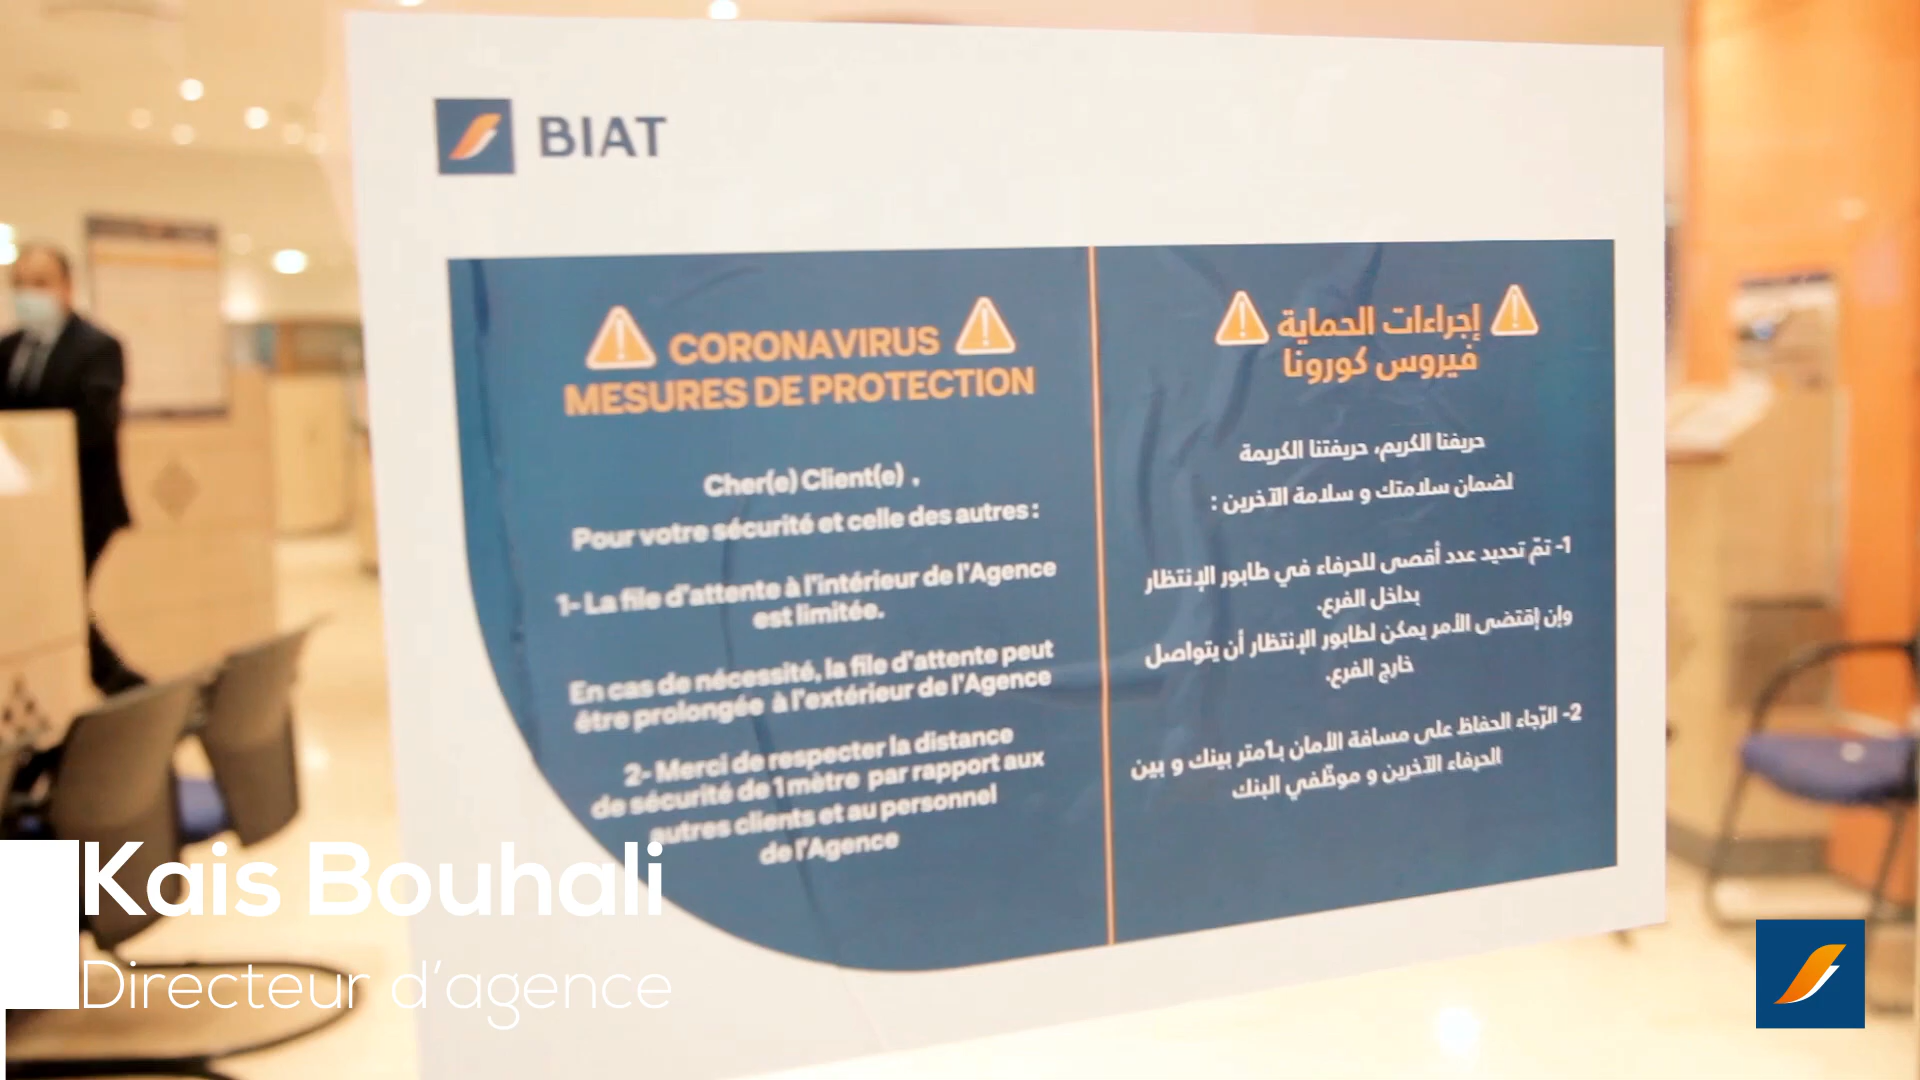 BIAT
CORONAVIRUS
MESURES DE PROTECTION
Cher(e) Client(e) ,
Pour votre sécurité et celle des autres :
1- La file d'attente à l'intérieur de l'Agence
est limitée.
En cas de nécessité, la file d'attente peut
être prolongée à l'extérieur de l'Agence
2- Merci de respecter la distance
de sécurité de 1 mètre par rapport aux
autres clients et au personnel
de l'Agence
إجراءات الحماية
فيروس كورونا
حريفنا الكريم، حريفتنا الكريمة
لضمان سلامتك و سلامة الآخرين :
1- تمّ تحديد عدد أقصى للحرفاء في طابور الإنتظار
بداخل الفرع.
وإن إقتضى الأمر يمكن لطابور الإنتظار أن يتواصل
خارج الفرع.
2- الرّجاء الحفاظ على مسافة الأمان بـ1متر بينك و بين
الحرفاء الآخرين و موظّفي البنك
Kais Bouhali
Directeur d'agence